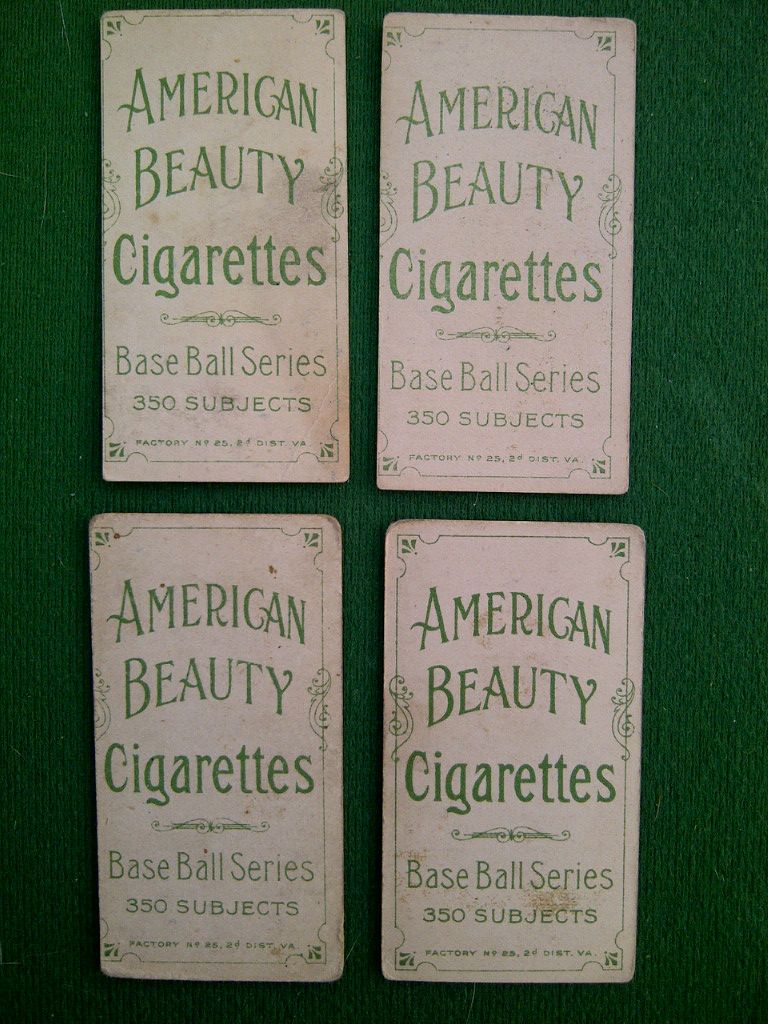 AMERICAN
BEAUTY
Cigarettes
Base Ball Series
350 SUBJECTS
FACTORY Nº 25, 2d DIST. VA.
AMERICAN
BEAUTY
Cigarettes
Base Ball Series
350 SUBJECTS
FACTORY Nº 25, 2d DIST. VA.
AMERICAN
BEAUTY
Cigarettes
Base Ball Series
350 SUBJECTS
FACTORY Nº 25, 2d DIST. VA.
AMERICAN
BEAUTY
Cigarettes
Base Ball Series
350 SUBJECTS
FACTORY Nº 25, 2d DIST. VA.